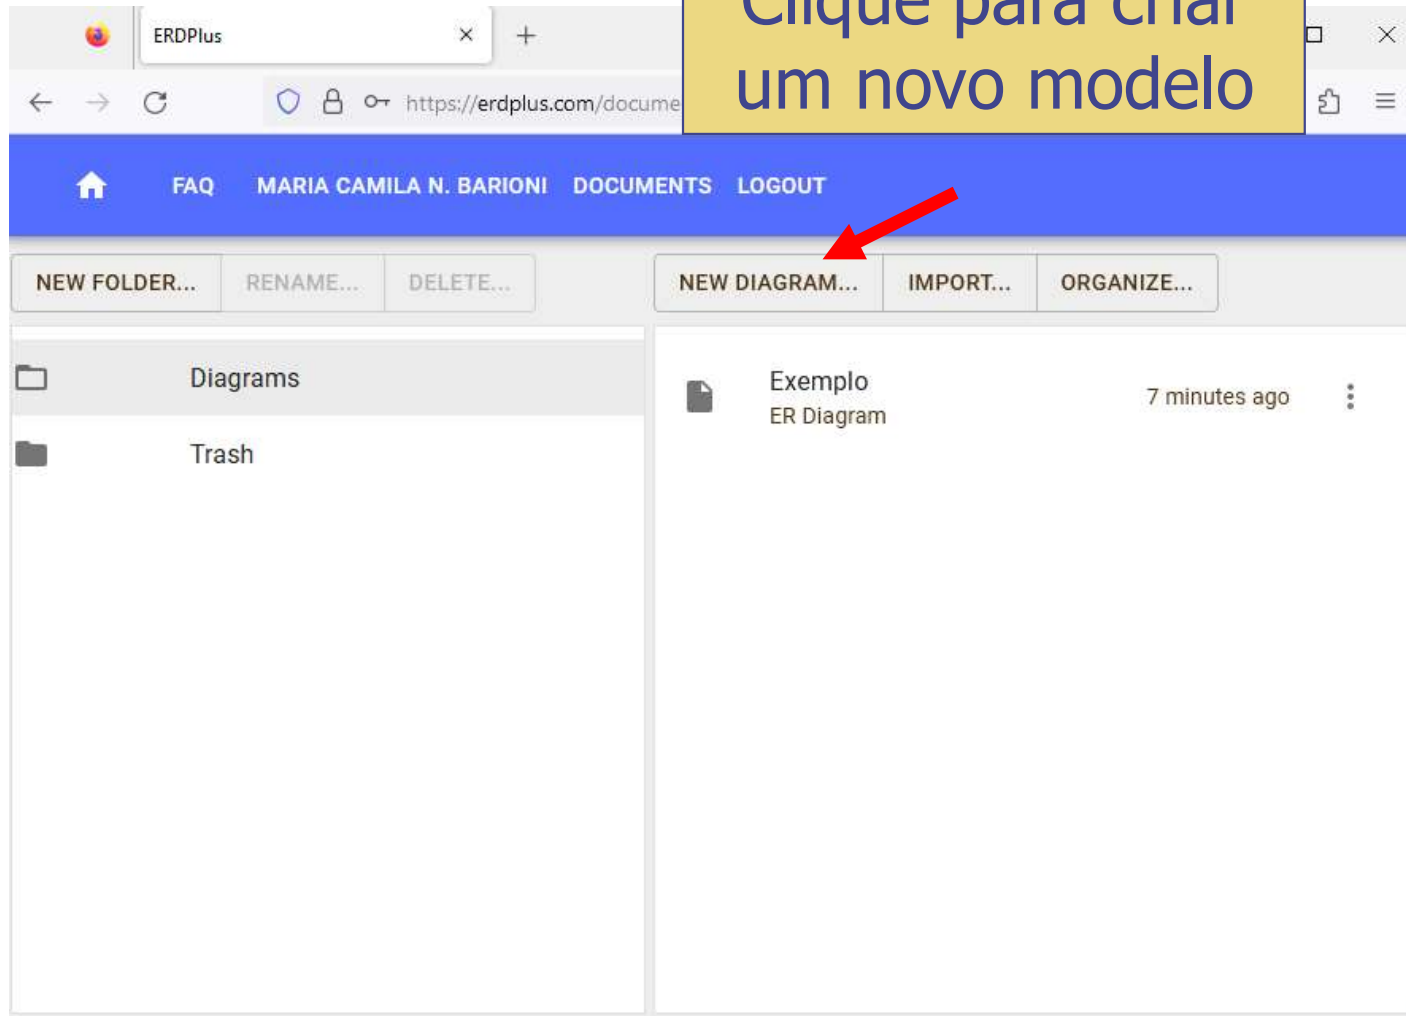 Clique para criar
um novo modelo
ERDPlus
https://erdplus.com/docume
FAQ MARIA CAMILA N. BARIONI DOCUMENTS LOGOUT
NEW FOLDER... RENAME... DELETE... NEW DIAGRAM... IMPORT... ORGANIZE...
Diagrams
Trash
Exemplo
ER Diagram
7 minutes ago